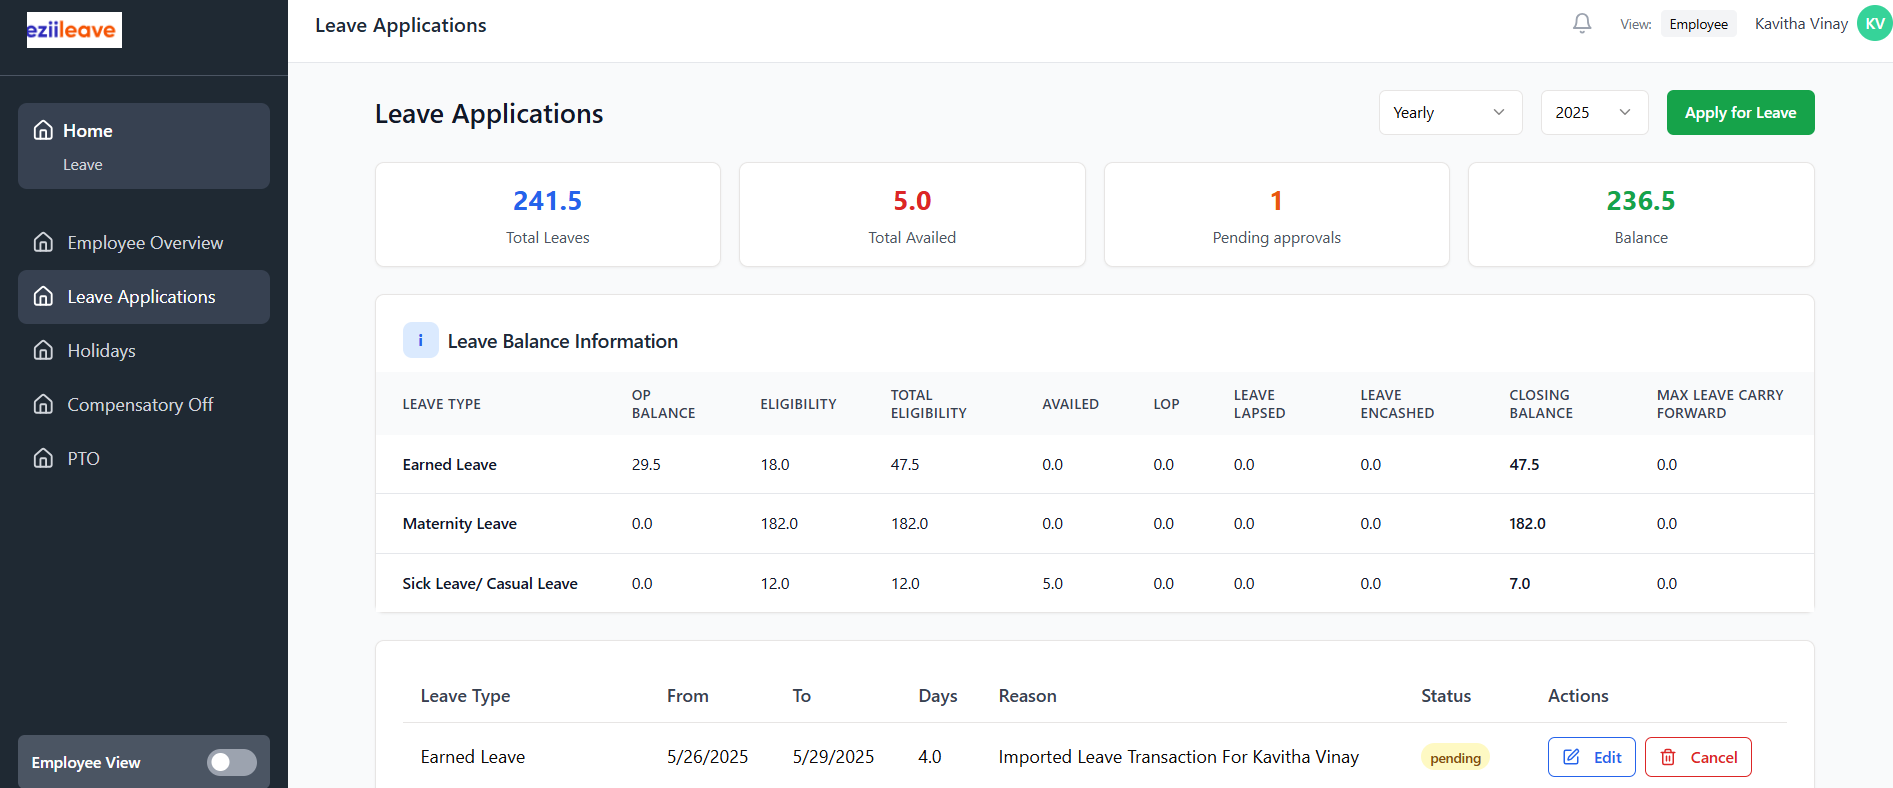 eziileave
Leave Applications
View: Employee Kavitha Vinay KV
Home
Leave
Employee Overview
Leave Applications
Holidays
Compensatory Off
PTO
Employee View
Leave Applications
Yearly 2025 Apply for Leave
241.5 5.0 1 236.5
Total Leaves Total Availed Pending approvals Balance
i Leave Balance Information
LEAVE TYPE OP BALANCE ELIGIBILITY TOTAL ELIGIBILITY AVAILED LOP LEAVE LAPSED LEAVE ENCASHED CLOSING BALANCE MAX LEAVE CARRY FORWARD
Earned Leave 29.5 18.0 47.5 0.0 0.0 0.0 0.0 47.5 0.0
Maternity Leave 0.0 182.0 182.0 0.0 0.0 0.0 0.0 182.0 0.0
Sick Leave/ Casual Leave 0.0 12.0 12.0 5.0 0.0 0.0 0.0 7.0 0.0
Leave Type From To Days Reason Status Actions
Earned Leave 5/26/2025 5/29/2025 4.0 Imported Leave Transaction For Kavitha Vinay pending Edit Cancel